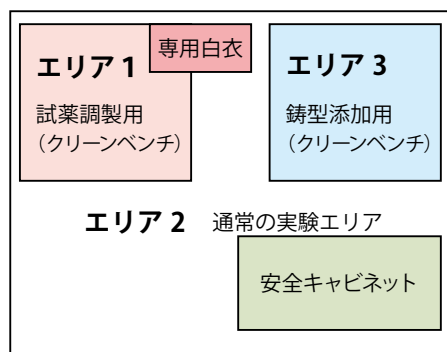 エリア 1
専用白衣
試薬調製用
（クリーンベンチ）
エリア 3
鋳型添加用
（クリーンベンチ）
エリア 2 通常の実験エリア
安全キャビネット